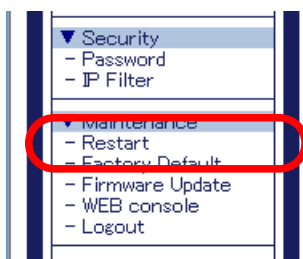 ▼ Security
- Password
- IP Filter
▼ Maintenance
- Restart
- Factory Default
- Firmware Update
- WEB console
- Logout